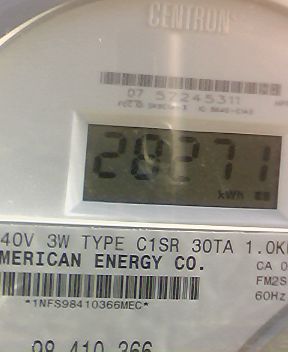 CENTRON
07 57245311
28271
kWh
40V 3W TYPE C1SR 30TA 1.0K
MERICAN ENERGY CO.
CA 0
FM2S
*1NFS98410366MEC*
60Hz
98 410 366